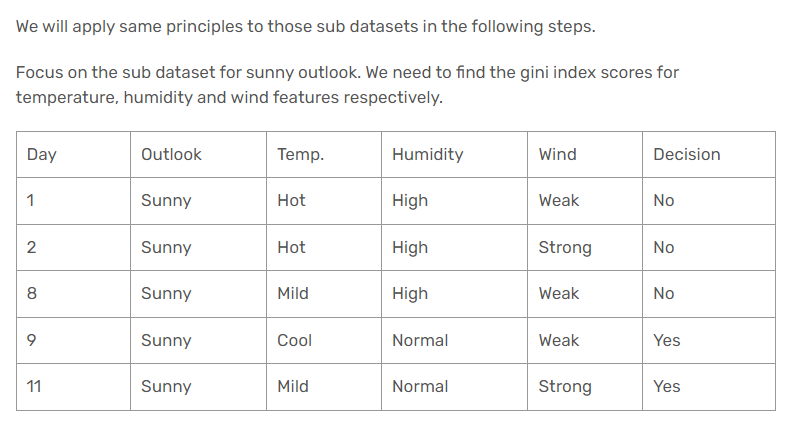 We will apply same principles to those sub datasets in the following steps.
Focus on the sub dataset for sunny outlook. We need to find the gini index scores for
temperature, humidity and wind features respectively.
Day Outlook Temp. Humidity Wind Decision
1 Sunny Hot High Weak No
2 Sunny Hot High Strong No
8 Sunny Mild High Weak No
9 Sunny Cool Normal Weak Yes
11 Sunny Mild Normal Strong Yes